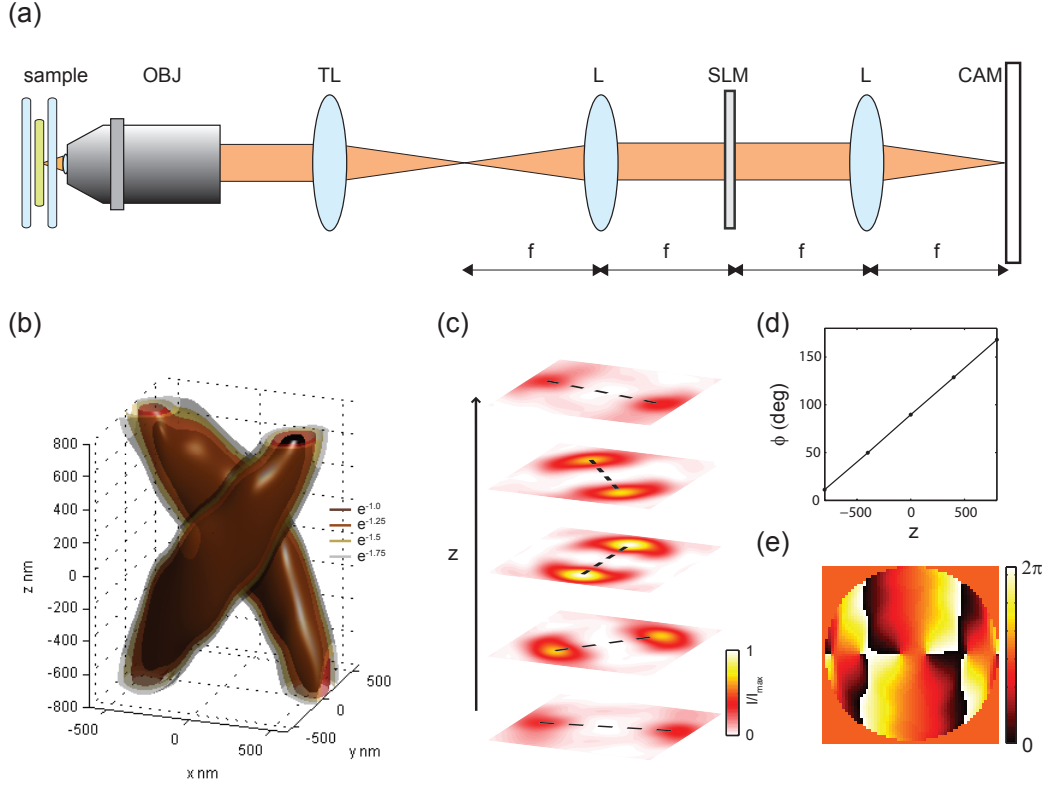 (a)
sample OBJ TL L SLM L CAM
f f f f
(b)
800
600
400
200
0
-200
-400
-600
-800
z nm
-500 0 500
x nm
-500 0 500
y nm
e-1.0
e-1.25
e-1.5
e-1.75
(c)
z
1
0
I/Imax
(d)
150
100
50
0
ϕ (deg)
−500 0 500
z
(e)
2π
0